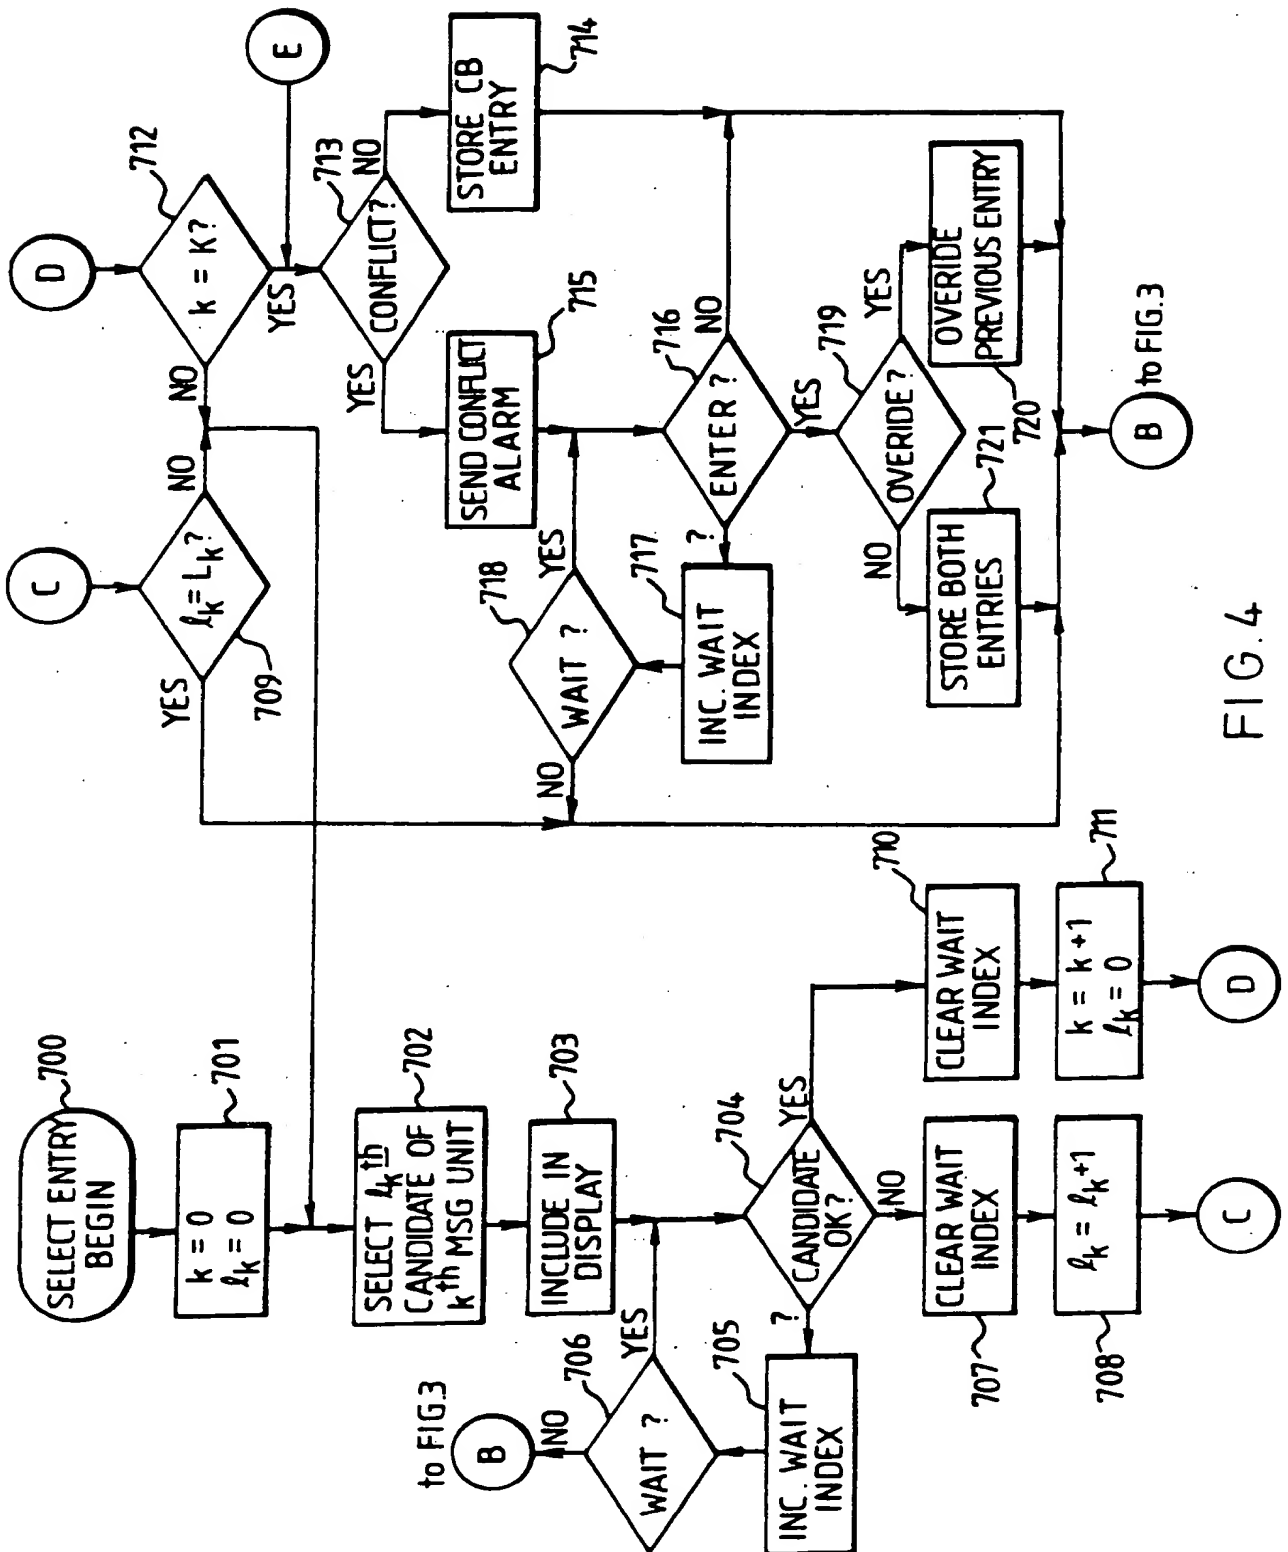 SELECT ENTRY
BEGIN
700
k = 0
ℓk = 0
701
SELECT ℓk th
CANDIDATE OF
kth MSG UNIT
702
INCLUDE IN
DISPLAY
703
to FIG.3
B
NO
WAIT ?
706
YES
CANDIDATE
OK?
704
YES
NO
?
INC. WAIT
INDEX
705
CLEAR WAIT
INDEX
707
ℓk = ℓk+1
708
C
CLEAR WAIT
INDEX
710
k = k+1
ℓk = 0
711
D
C
ℓk = Lk?
709
YES
NO
D
k = K?
712
NO
YES
E
CONFLICT?
713
YES
NO
STORE CB
ENTRY
714
SEND CONFLICT
ALARM
715
WAIT ?
718
YES
NO
ENTER ?
716
NO
YES
?
INC. WAIT
INDEX
717
OVERIDE?
719
YES
NO
STORE BOTH
ENTRIES
721
OVERIDE
PREVIOUS ENTRY
720
B to FIG.3
FIG.4